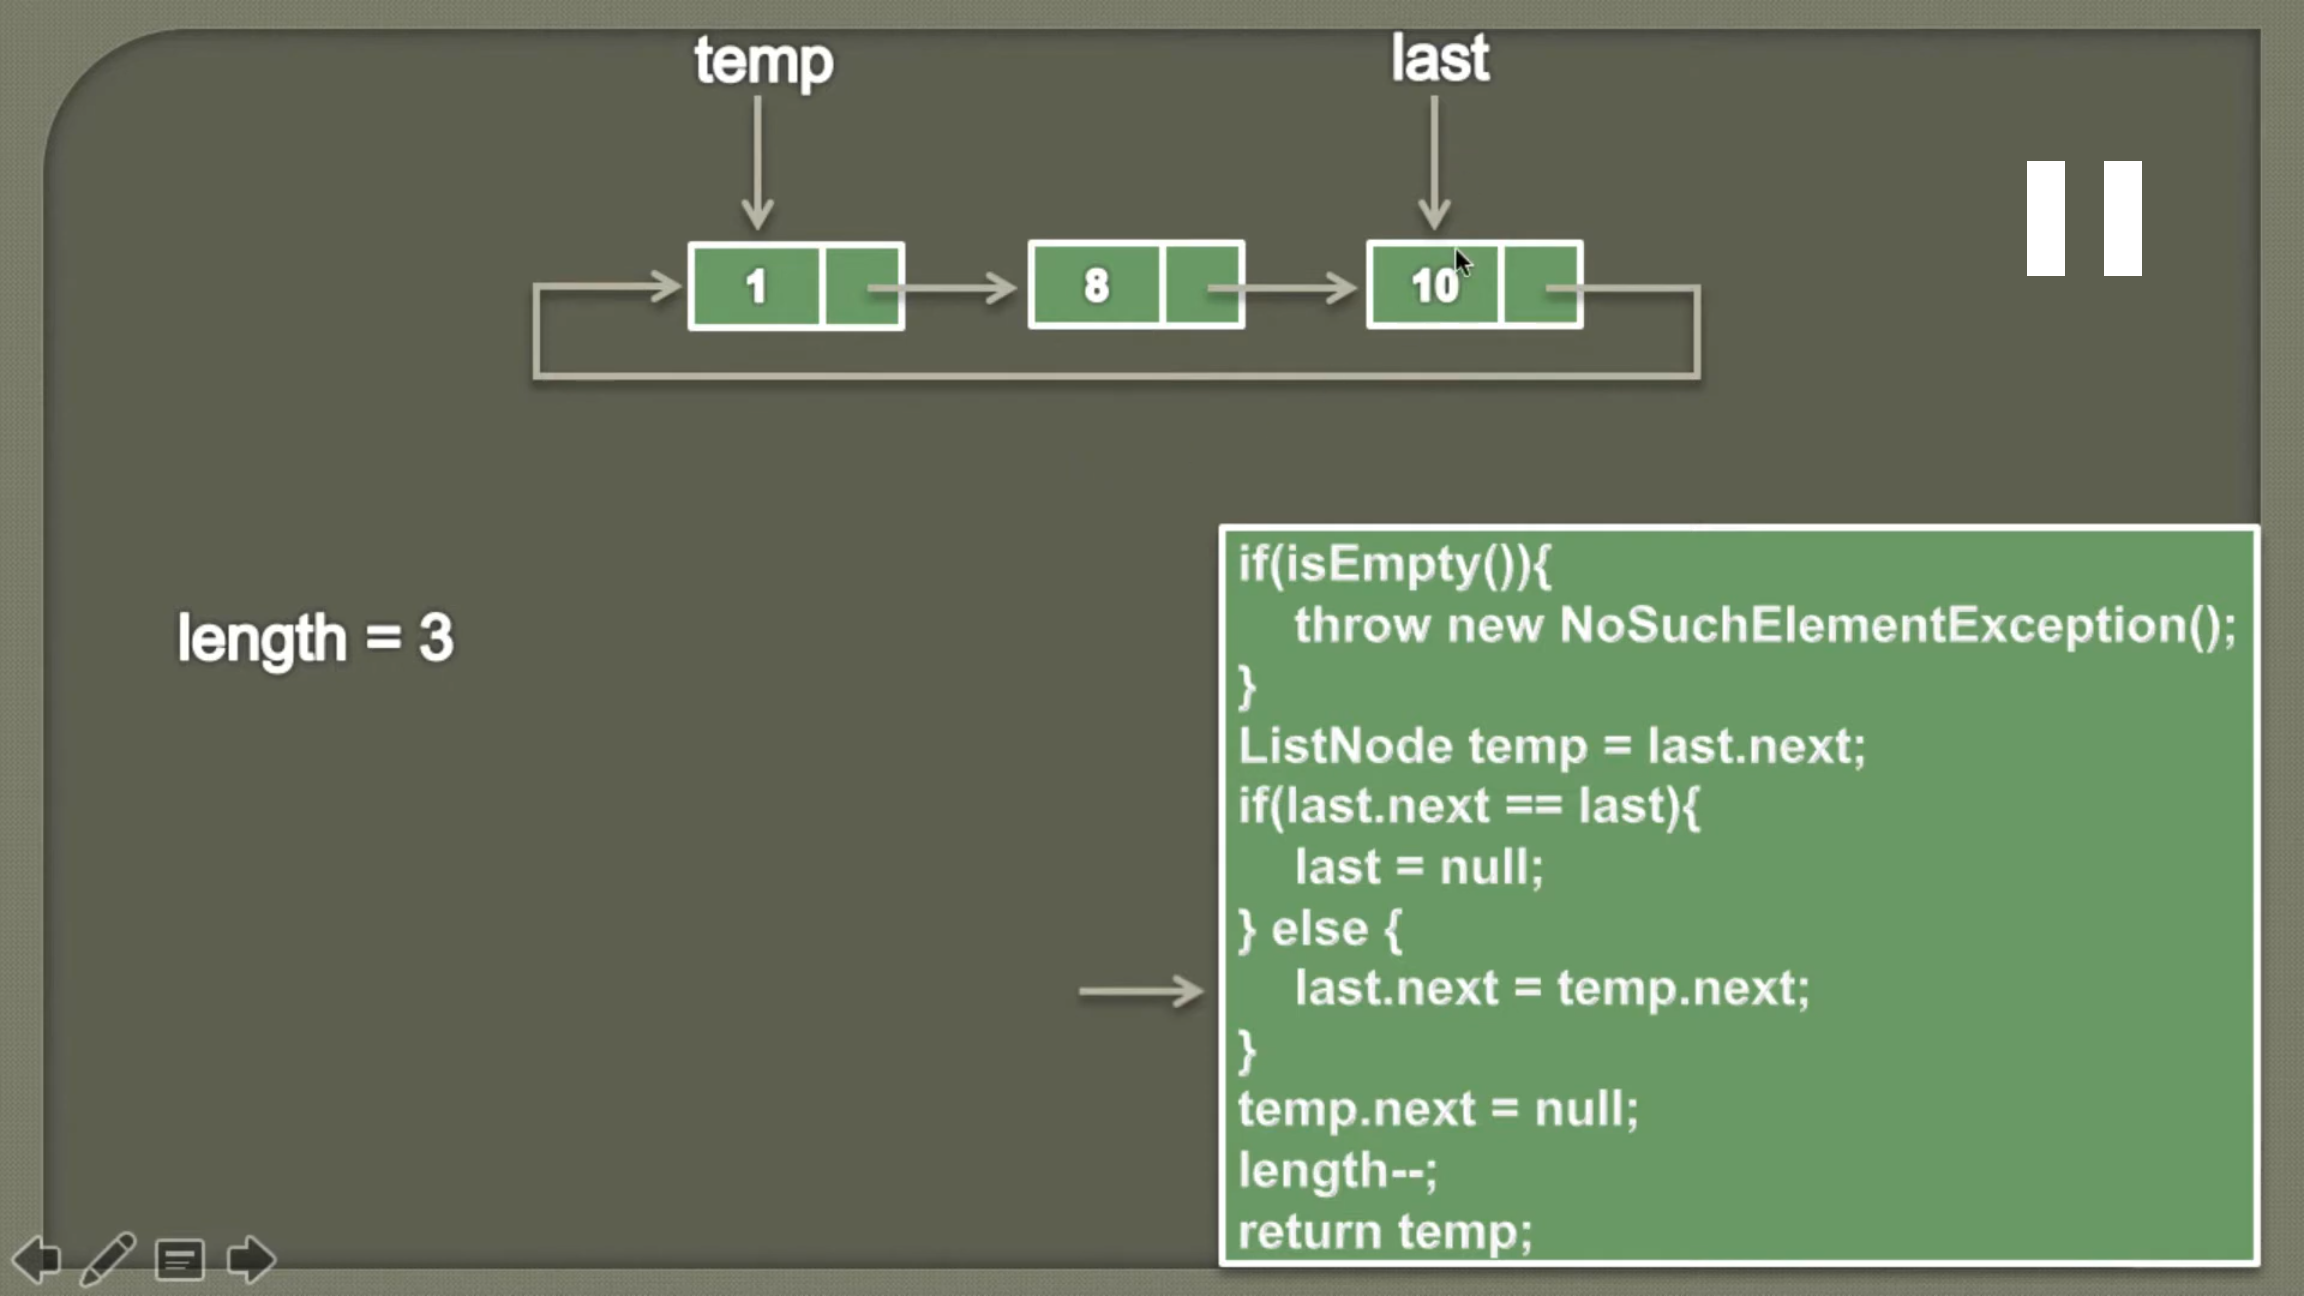 temp last
1 8 10
length = 3
if(isEmpty()){
throw new NoSuchElementException();
}
ListNode temp = last.next;
if(last.next == last){
last = null;
} else {
last.next = temp.next;
}
temp.next = null;
length--;
return temp;